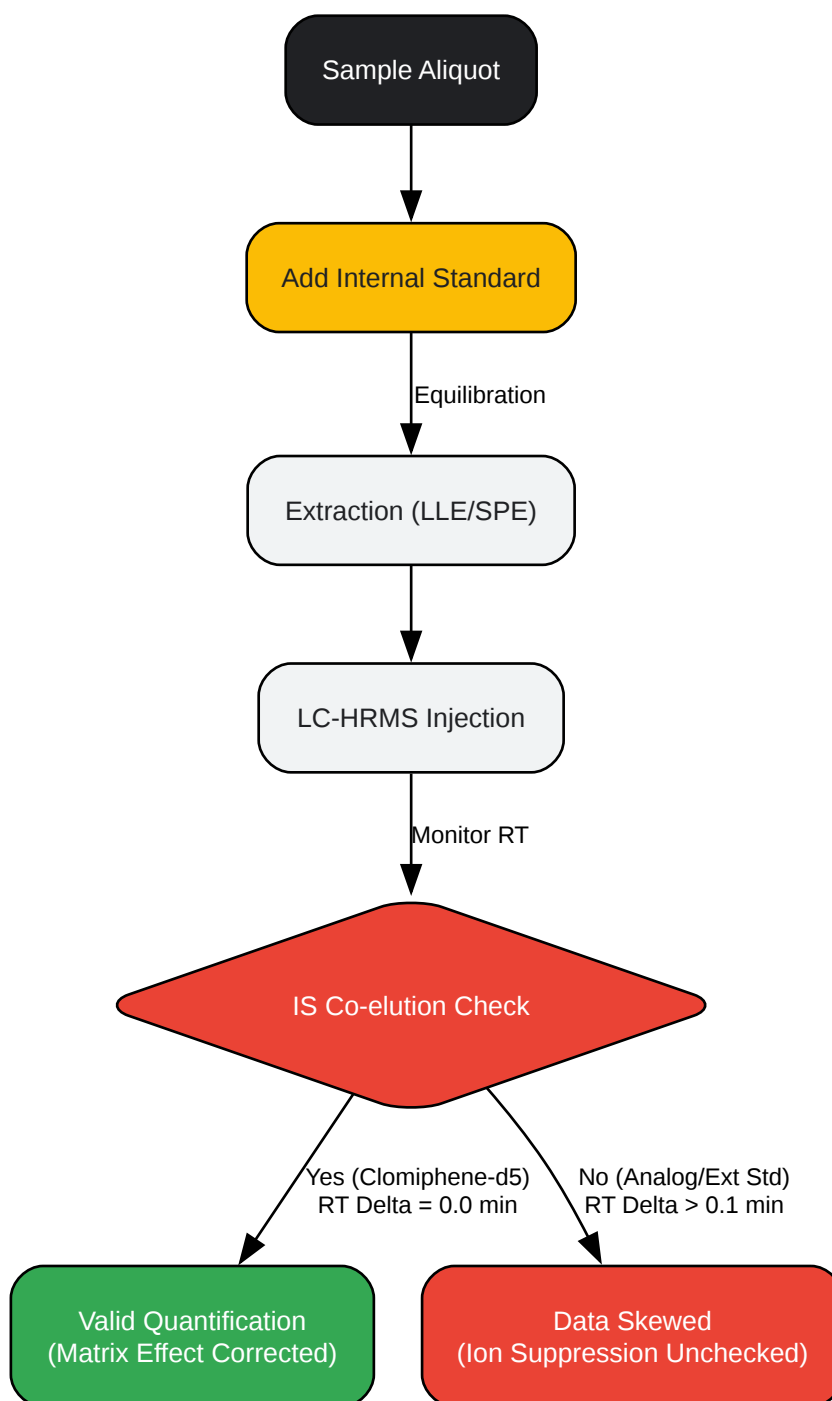 Sample Aliquot
Add Internal Standard
Equilibration
Extraction (LLE/SPE)
LC-HRMS Injection
Monitor RT
IS Co-elution Check
Yes (Clomiphene-d5)
RT Delta = 0.0 min
No (Analog/Ext Std)
RT Delta > 0.1 min
Valid Quantification
(Matrix Effect Corrected)
Data Skewed
(Ion Suppression Unchecked)